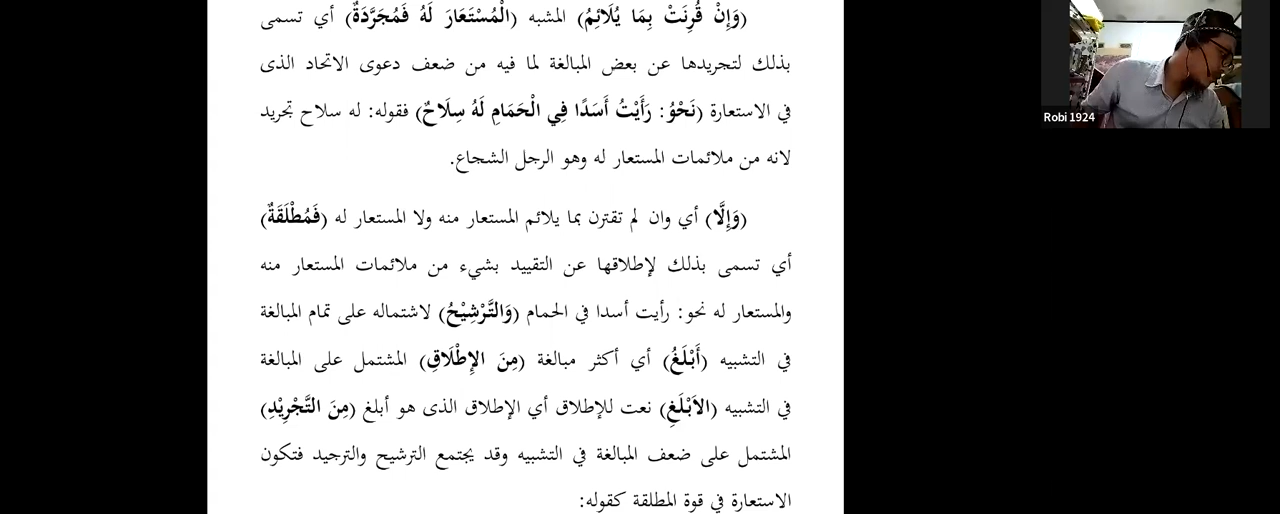 (وَإِنْ قُرِنَتْ بِمَا يُلَائِمُ) المشبه (الْمُسْتَعَارَ لَهُ فَمُجَرَّدَةٌ) أي تسمى
بذلك لتجريدها عن بعض المبالغة لما فيه من ضعف دعوى الاتحاد الذى
في الاستعارة (نَحْوُ: رَأَيْتُ أَسَدًا فِي الْحَمَامِ لَهُ سِلَاحٌ) فقوله: له سلاح تجريد
لانه من ملائمات المستعار له وهو الرجل الشجاع.
(وَإِلَّا) أي وان لم تقترن بما يلائم المستعار منه ولا المستعار له (فَمُطْلَقَةٌ)
أي تسمى بذلك لإطلاقها عن التقييد بشيء من ملائمات المستعار منه
والمستعار له نحو: رأيت أسدا في الحمام (وَالتَّرْشِيْحُ) لاشتماله على تمام المبالغة
في التشبيه (أَبْلَغُ) أي أكثر مبالغة (مِنَ الإِطْلَاقِ) المشتمل على المبالغة
في التشبيه (الاَبْلَغِ) نعت للإطلاق أي الإطلاق الذى هو أبلغ (مِنَ التَّجْرِيْدِ)
المشتمل على ضعف المبالغة في التشبيه وقد يجتمع الترشيح والترجيد فتكون
الاستعارة في قوة المطلقة كقوله:
Robi 1924